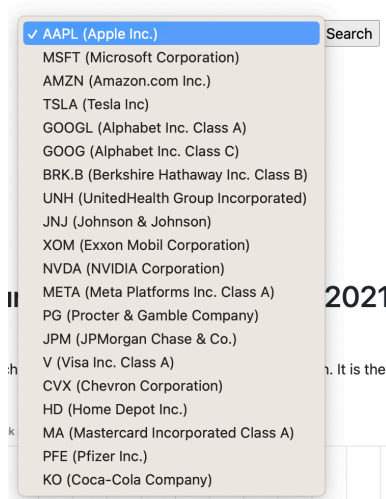 ✓ AAPL (Apple Inc.) Search
MSFT (Microsoft Corporation)
AMZN (Amazon.com Inc.)
TSLA (Tesla Inc)
GOOGL (Alphabet Inc. Class A)
GOOG (Alphabet Inc. Class C)
BRK.B (Berkshire Hathaway Inc. Class B)
UNH (UnitedHealth Group Incorporated)
JNJ (Johnson & Johnson)
XOM (Exxon Mobil Corporation)
NVDA (NVIDIA Corporation)
META (Meta Platforms Inc. Class A)
2021
PG (Procter & Gamble Company)
JPM (JPMorgan Chase & Co.)
V (Visa Inc. Class A)
It is the
CVX (Chevron Corporation)
HD (Home Depot Inc.)
MA (Mastercard Incorporated Class A)
PFE (Pfizer Inc.)
KO (Coca-Cola Company)